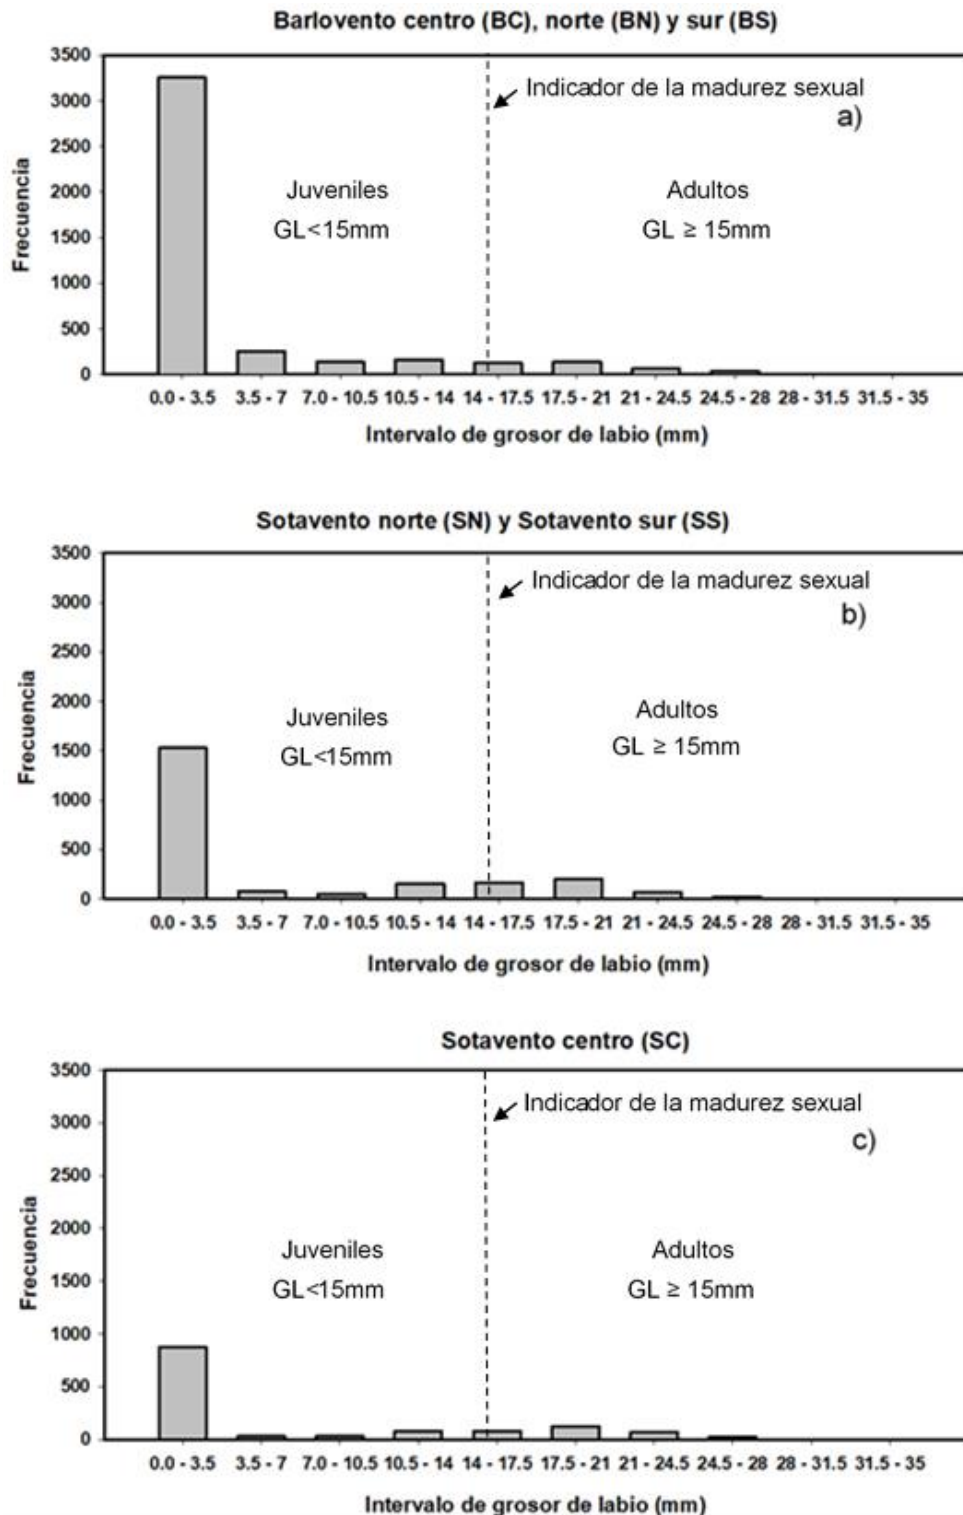 Barlovento centro (BC), norte (BN) y sur (BS)
3500
3000
2500
2000
1500
1000
500
0
Frecuencia
Indicador de la madurez sexual
a)
Juveniles
GL<15mm
Adultos
GL ≥ 15mm
0.0 - 3.5 3.5 - 7 7.0 - 10.5 10.5 - 14 14 - 17.5 17.5 - 21 21 - 24.5 24.5 - 28 28 - 31.5 31.5 - 35
Intervalo de grosor de labio (mm)
Sotavento norte (SN) y Sotavento sur (SS)
3500
3000
2500
2000
1500
1000
500
0
Frecuencia
Indicador de la madurez sexual
b)
Juveniles
GL<15mm
Adultos
GL ≥ 15mm
0.0 - 3.5 3.5 - 7 7.0 - 10.5 10.5 - 14 14 - 17.5 17.5 - 21 21 - 24.5 24.5 - 28 28 - 31.5 31.5 - 35
Intervalo de grosor de labio (mm)
Sotavento centro (SC)
3500
3000
2500
2000
1500
1000
500
0
Frecuencia
Indicador de la madurez sexual
c)
Juveniles
GL<15mm
Adultos
GL ≥ 15mm
0.0 - 3.5 3.5 - 7 7.0 - 10.5 10.5 - 14 14 - 17.5 17.5 - 21 21 - 24.5 24.5 - 28 28 - 31.5 31.5 - 35
Intervalo de grosor de labio (mm)